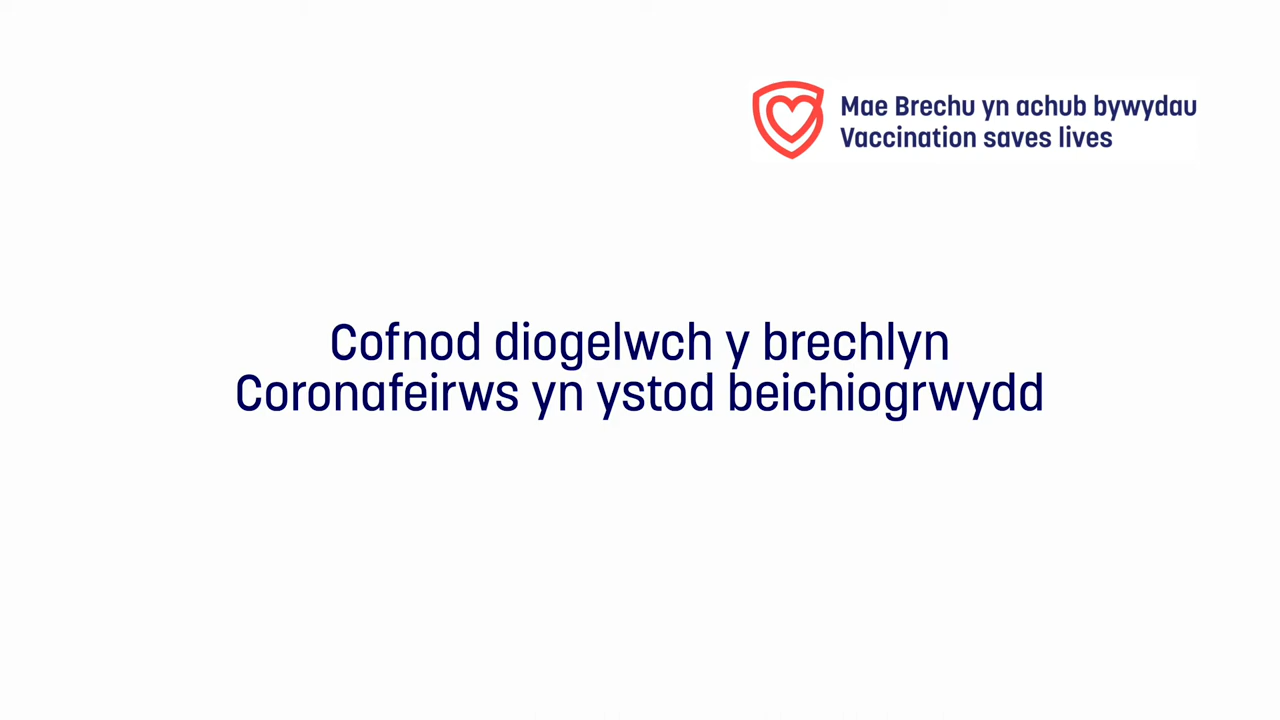 Mae Brechu yn achub bywydau
Vaccination saves lives
Cofnod diogelwch y brechlyn
Coronafeirws yn ystod beichiogrwydd